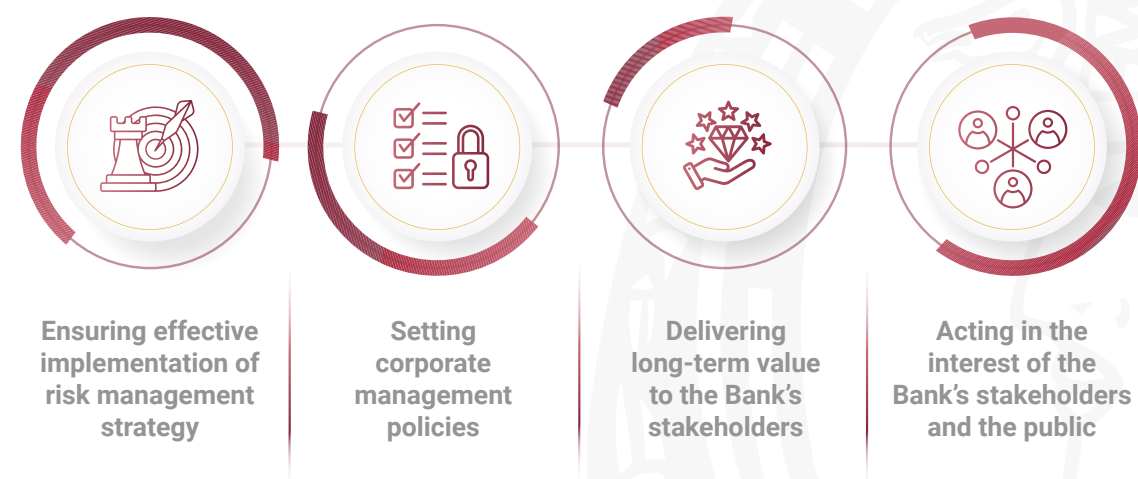 Ensuring effective
implementation of
risk management
strategy
Setting
corporate
management
policies
Delivering
long-term value
to the Bank’s
stakeholders
Acting in the
interest of the
Bank’s stakeholders
and the public